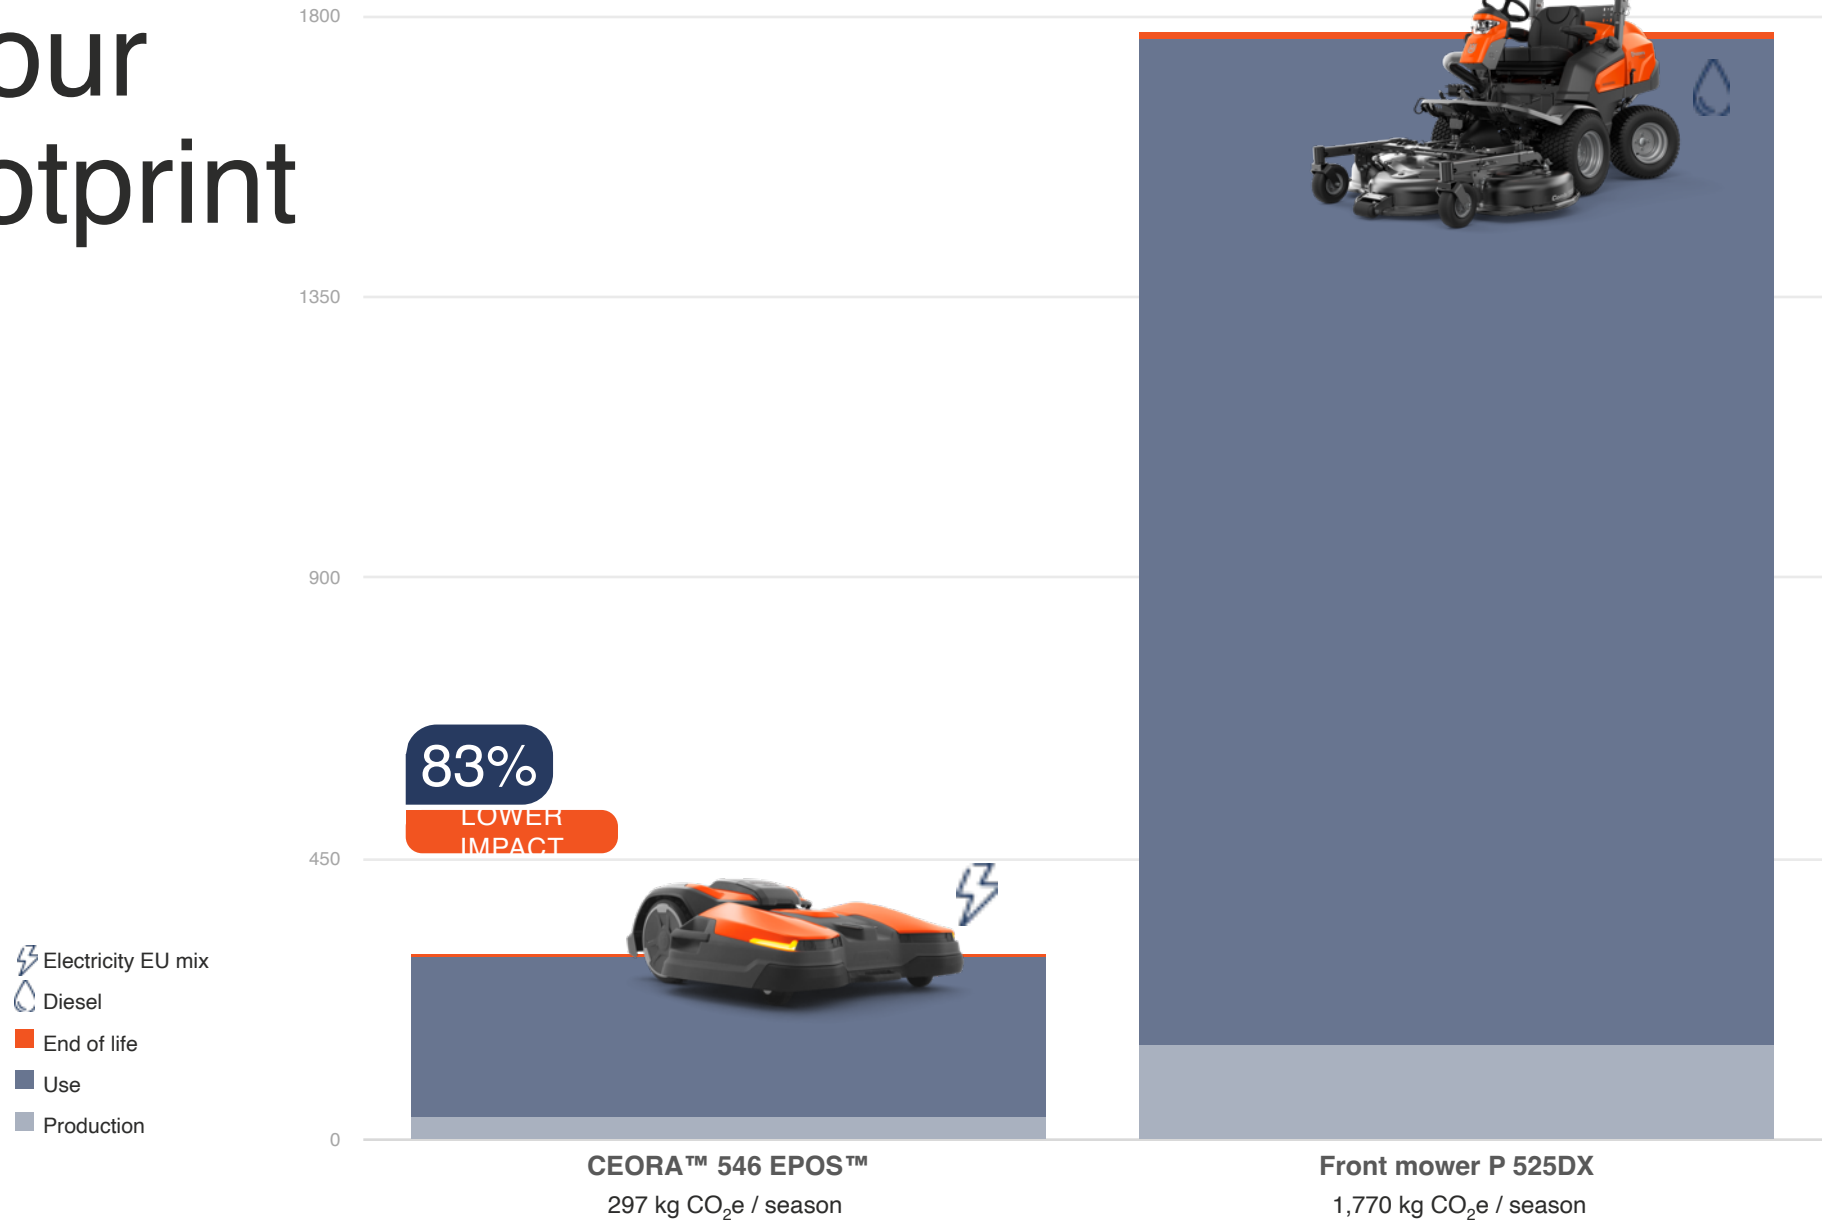 our
otprint
1800
1350
900
450
0
83%
LOWER
IMPACT
Electricity EU mix
Diesel
End of life
Use
Production
CEORA™ 546 EPOS™
297 kg CO₂e / season
Front mower P 525DX
1,770 kg CO₂e / season